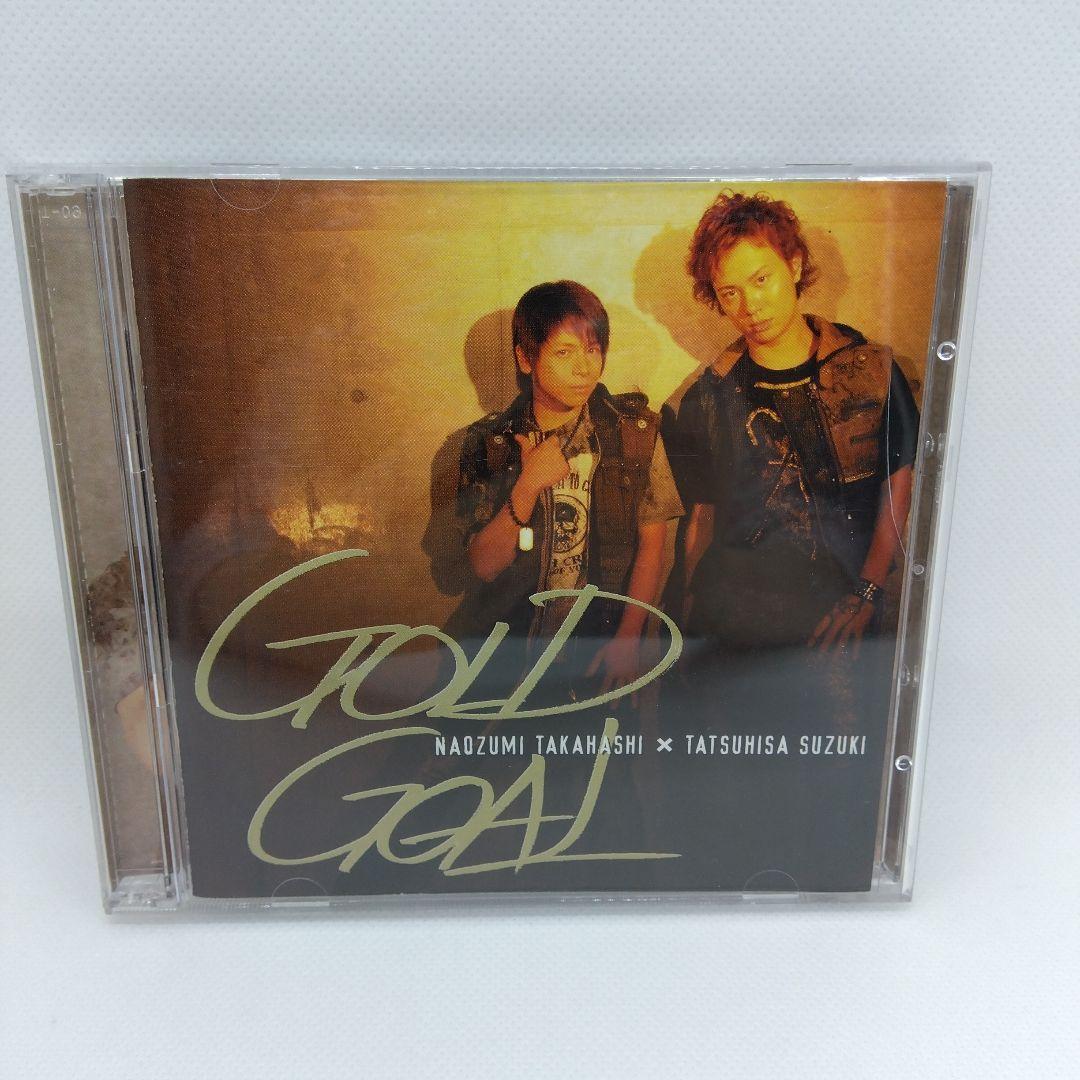 GOLD
NAOZUMI TAKAHASHI × TATSUHISA SUZUKI
GOAL